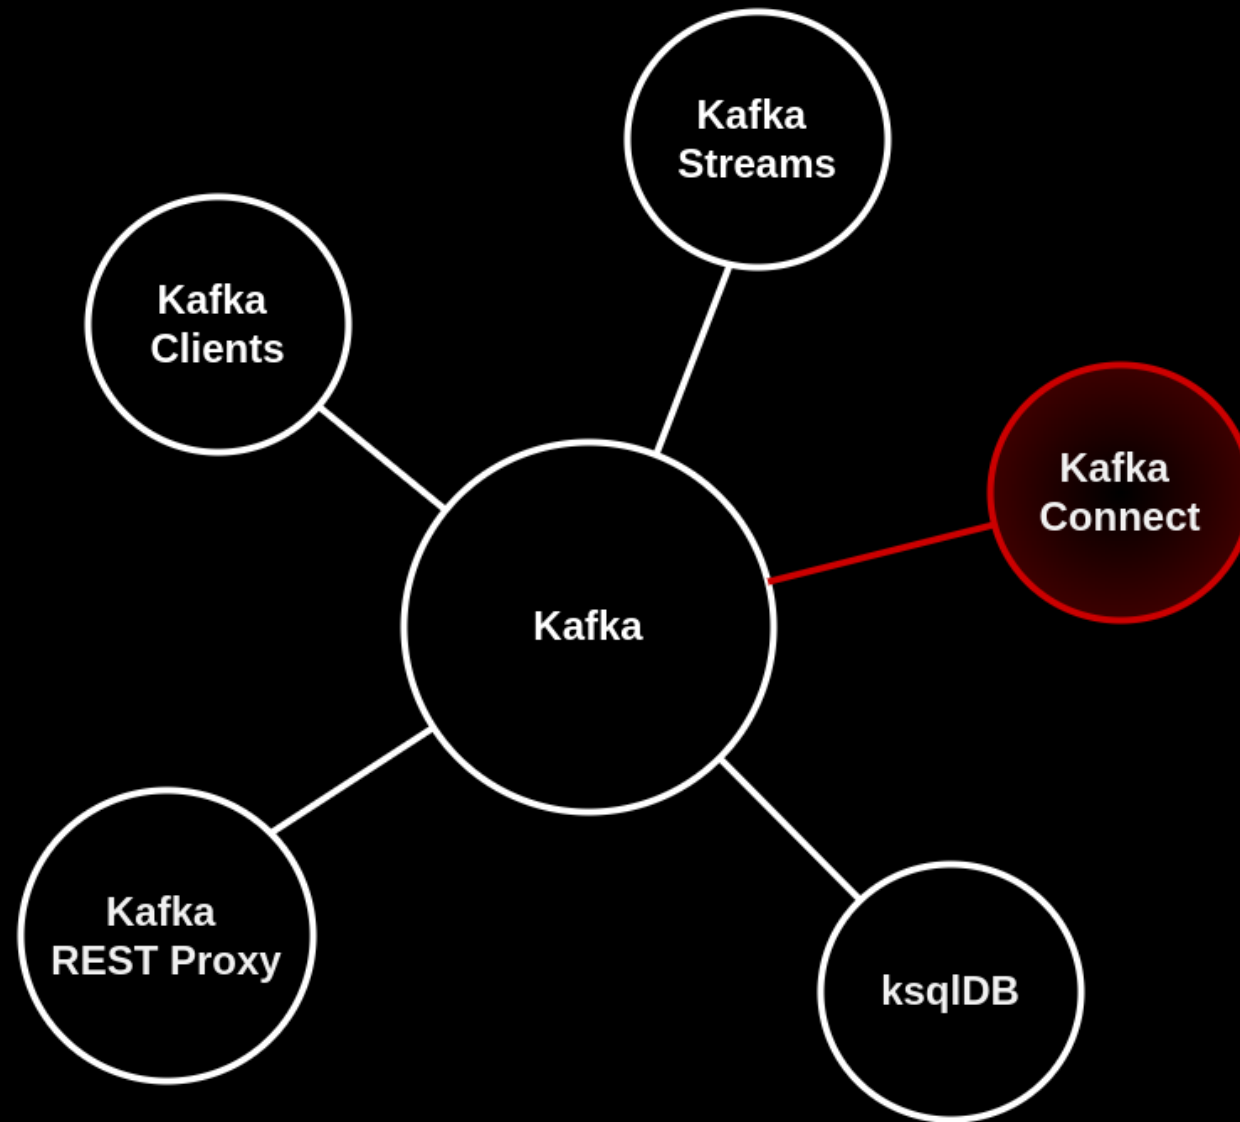 Kafka
Streams
Kafka
Clients
Kafka
Connect
Kafka
Kafka
REST Proxy
ksqlDB